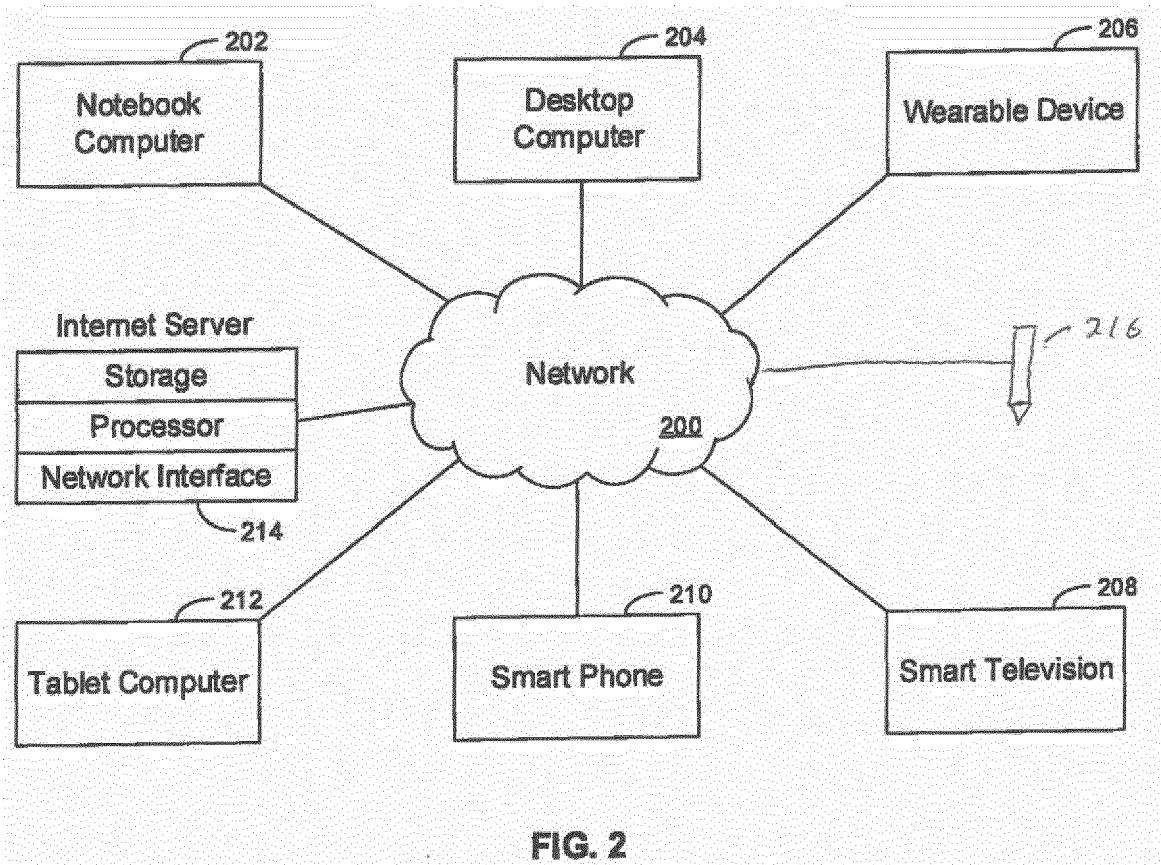 202
Notebook
Computer
204
Desktop
Computer
206
Wearable Device
Internet Server
Storage
Processor
Network Interface
214
Network
200
216
212
Tablet Computer
210
Smart Phone
208
Smart Television
FIG. 2